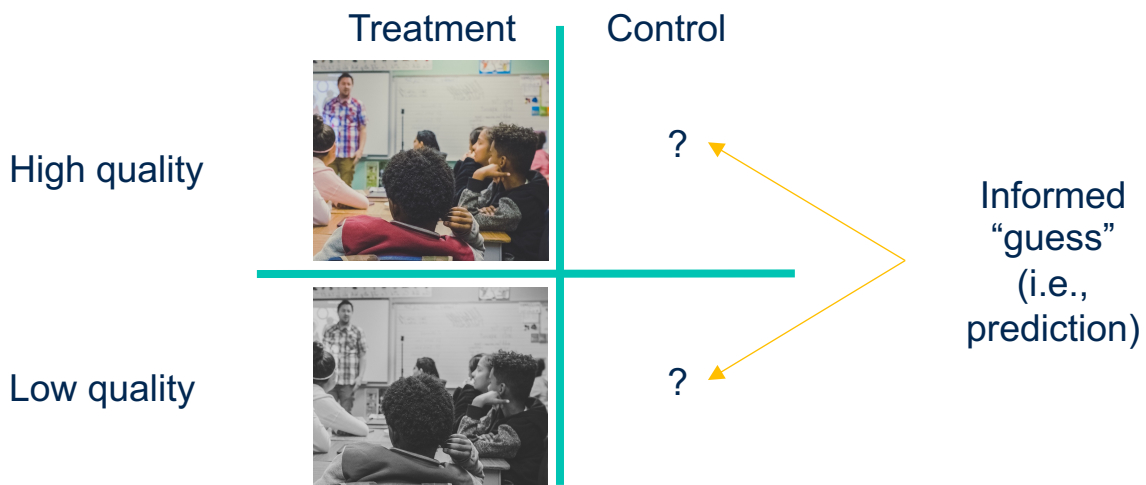 Treatment
Control
High quality
?
Informed
“guess”
(i.e.,
prediction)
Low quality
?